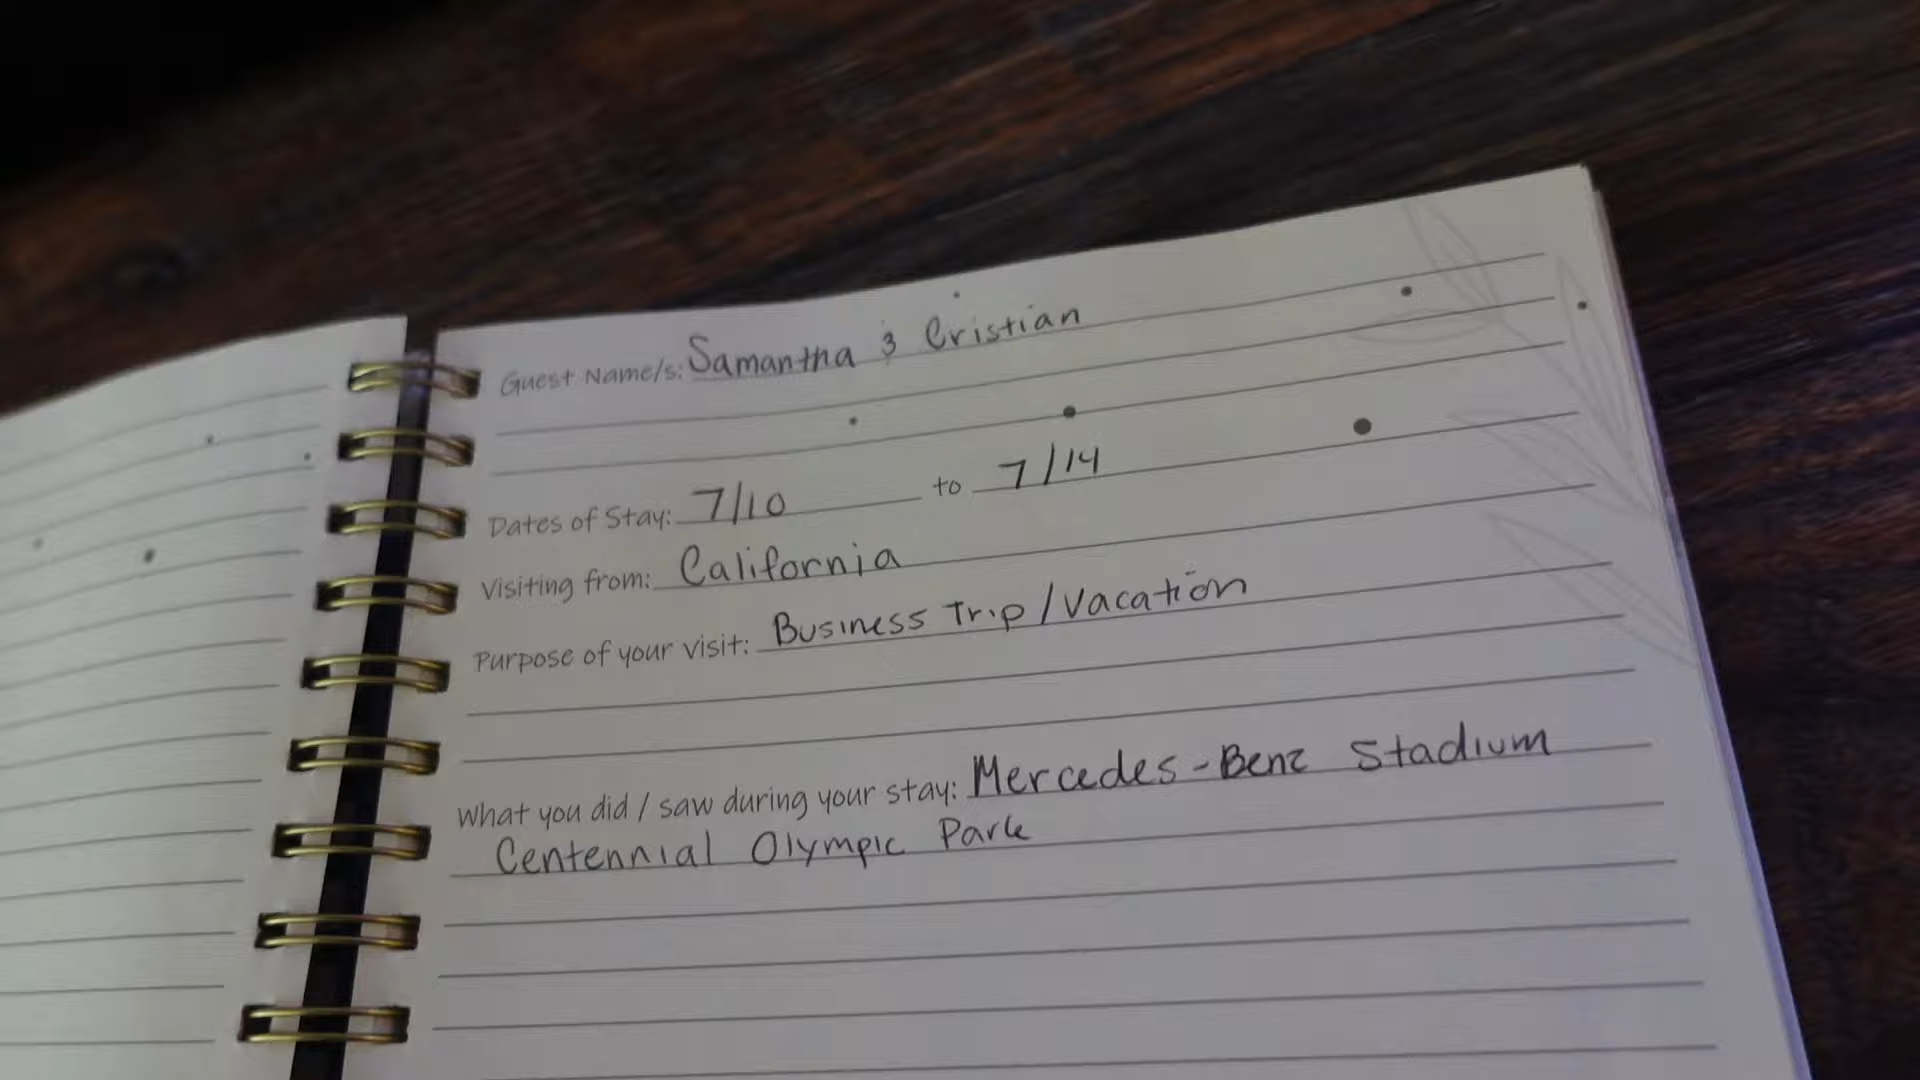 Guest Name/s: Samantha & Cristian
Dates of Stay: 7/10 to 7/14
Visiting from: California
Purpose of your visit: Business Trip / Vacation
What you did / saw during your stay: Mercedes-Benz Stadium
Centennial Olympic Park